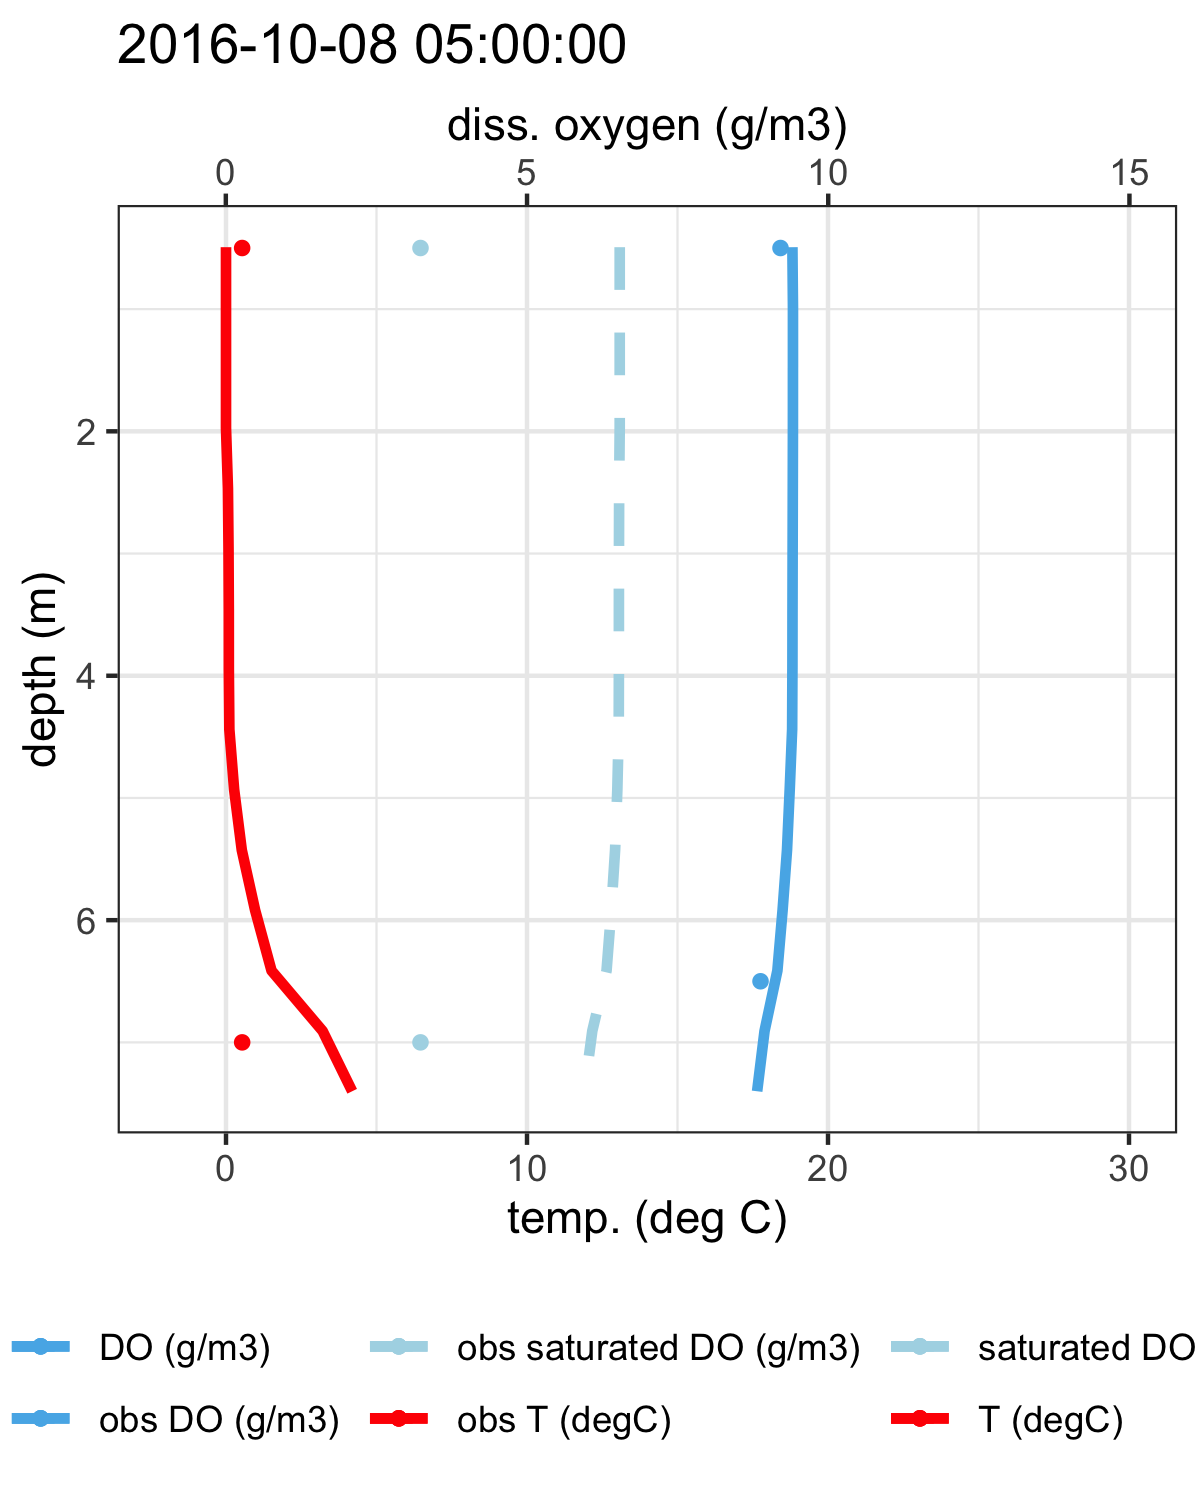 2016-10-08 05:00:00
diss. oxygen (g/m3)
0 5 10 15
depth (m)
2
4
6
0 10 20 30
temp. (deg C)
DO (g/m3) obs saturated DO (g/m3) saturated DO
obs DO (g/m3) obs T (degC) T (degC)